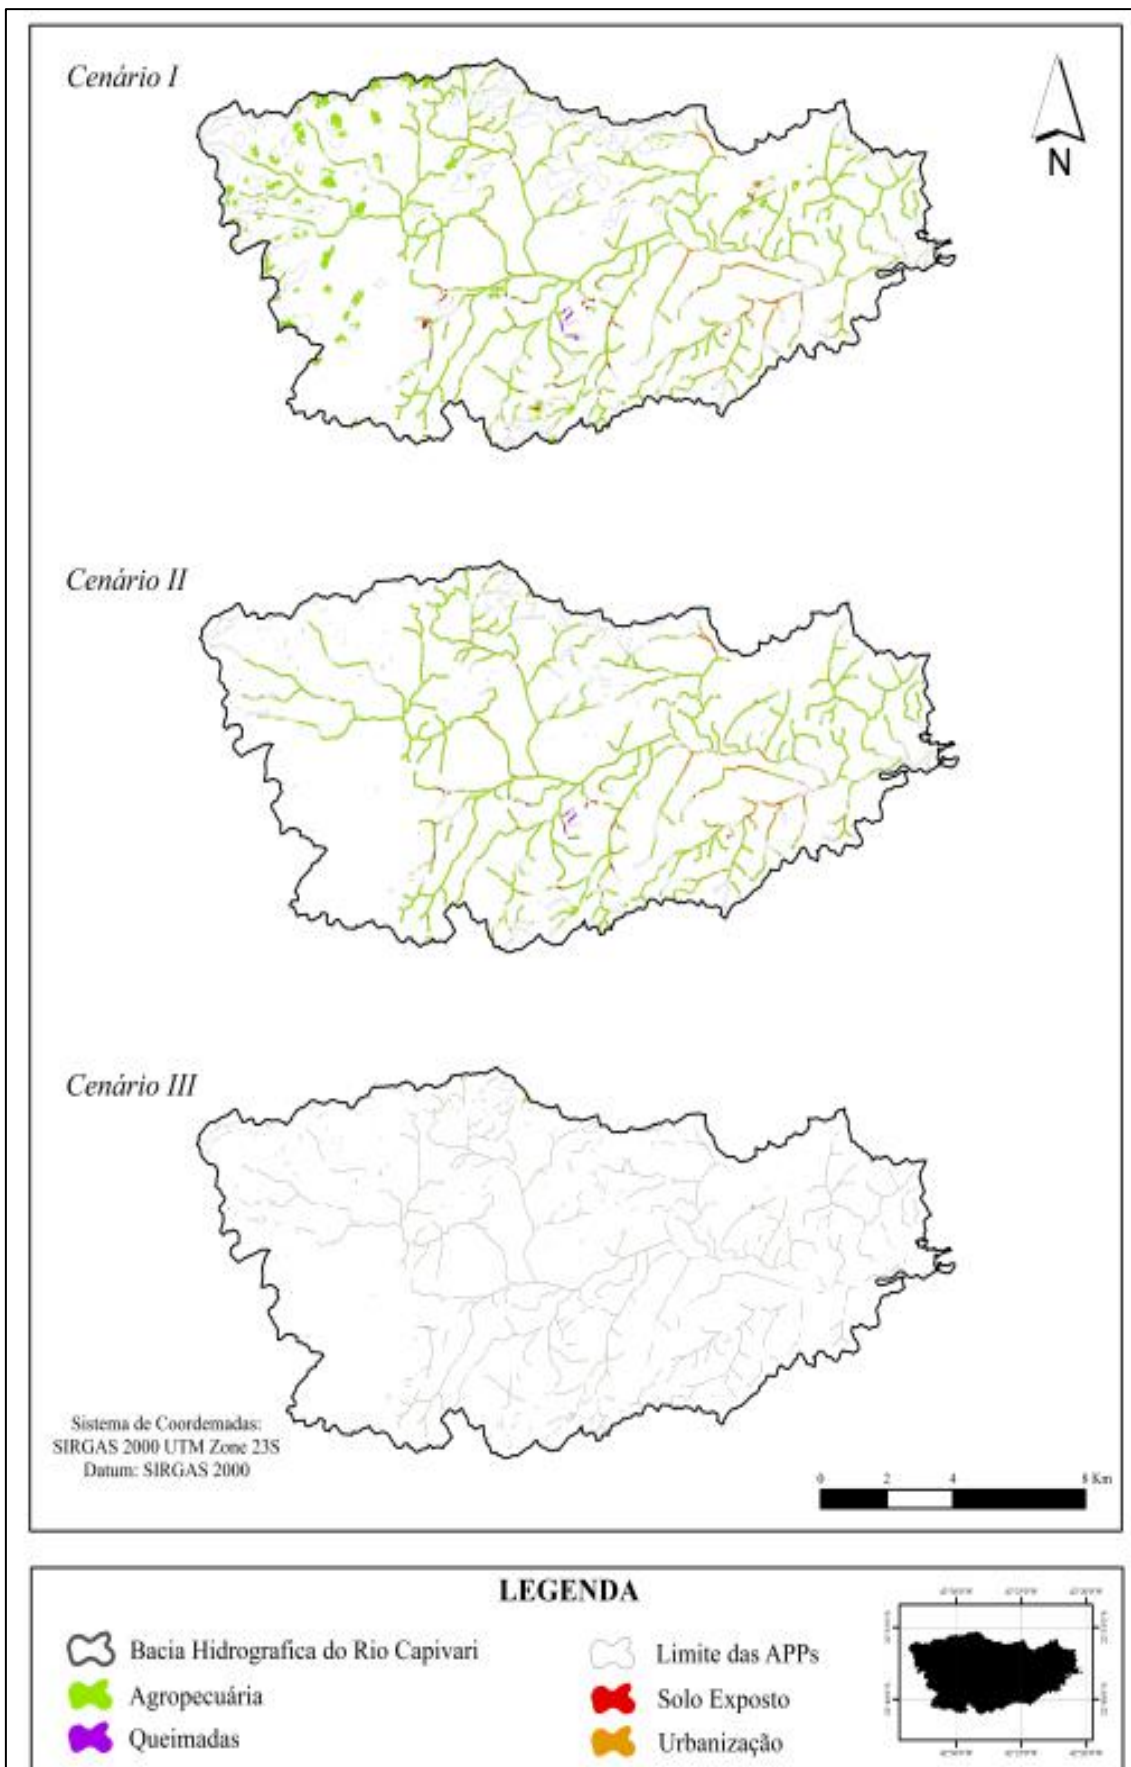 Cenário I
N
Cenário II
Cenário III
Sistema de Coordemadas:
SIRGAS 2000 UTM Zone 23S
Datum: SIRGAS 2000
0 2 4 8 Km
LEGENDA
Bacia Hidrografica do Rio Capivari
Limite das APPs
Agropecuária
Solo Exposto
Queimadas
Urbanização